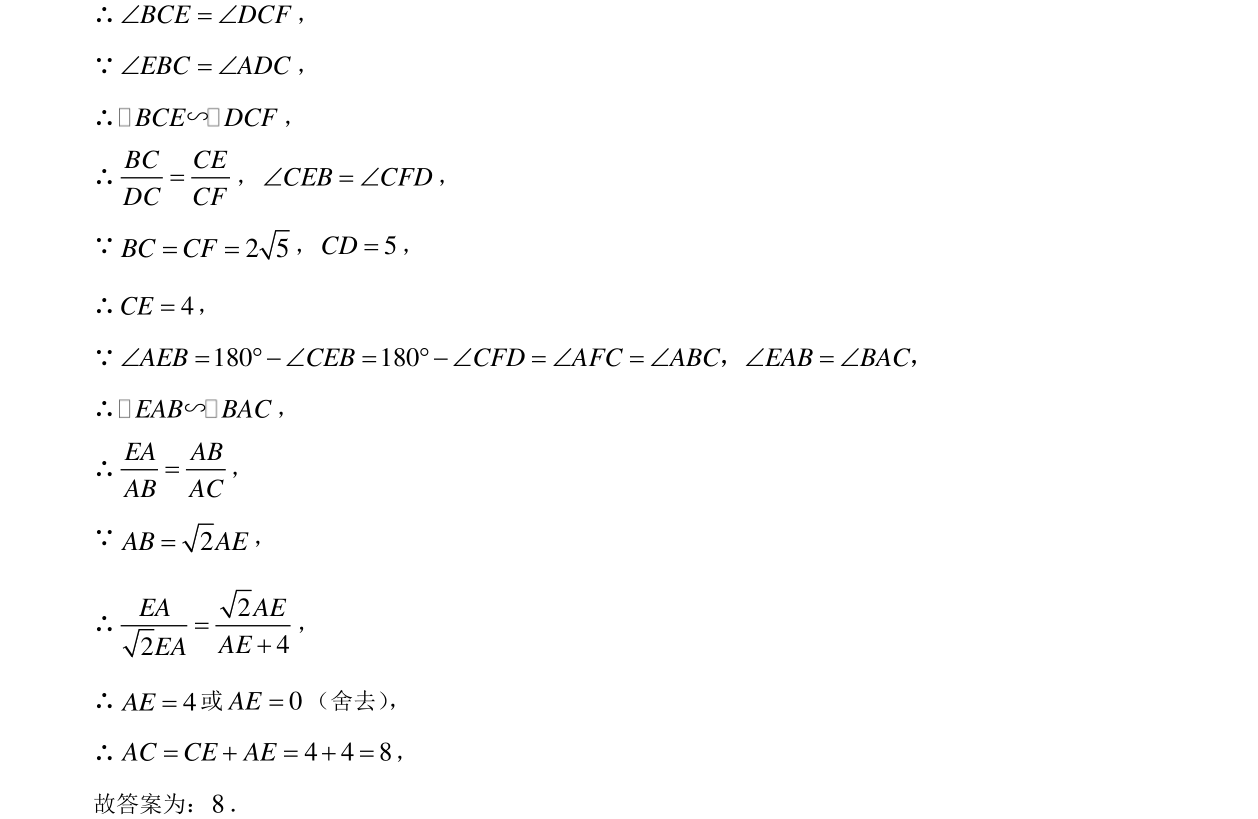 ∴∠BCE=∠DCF，
∵∠EBC=∠ADC，
∴□BCE∽□DCF，
∴BC/DC=CE/CF，∠CEB=∠CFD，
∵BC=CF=2√5，CD=5，
∴CE=4，
∵∠AEB=180°−∠CEB=180°−∠CFD=∠AFC=∠ABC，∠EAB=∠BAC，
∴□EAB∽□BAC，
∴EA/AB=AB/AC，
∵AB=√2AE，
∴EA/√2EA=√2AE/AE+4，
∴AE=4或AE=0（舍去），
∴AC=CE+AE=4+4=8，
故答案为：8．